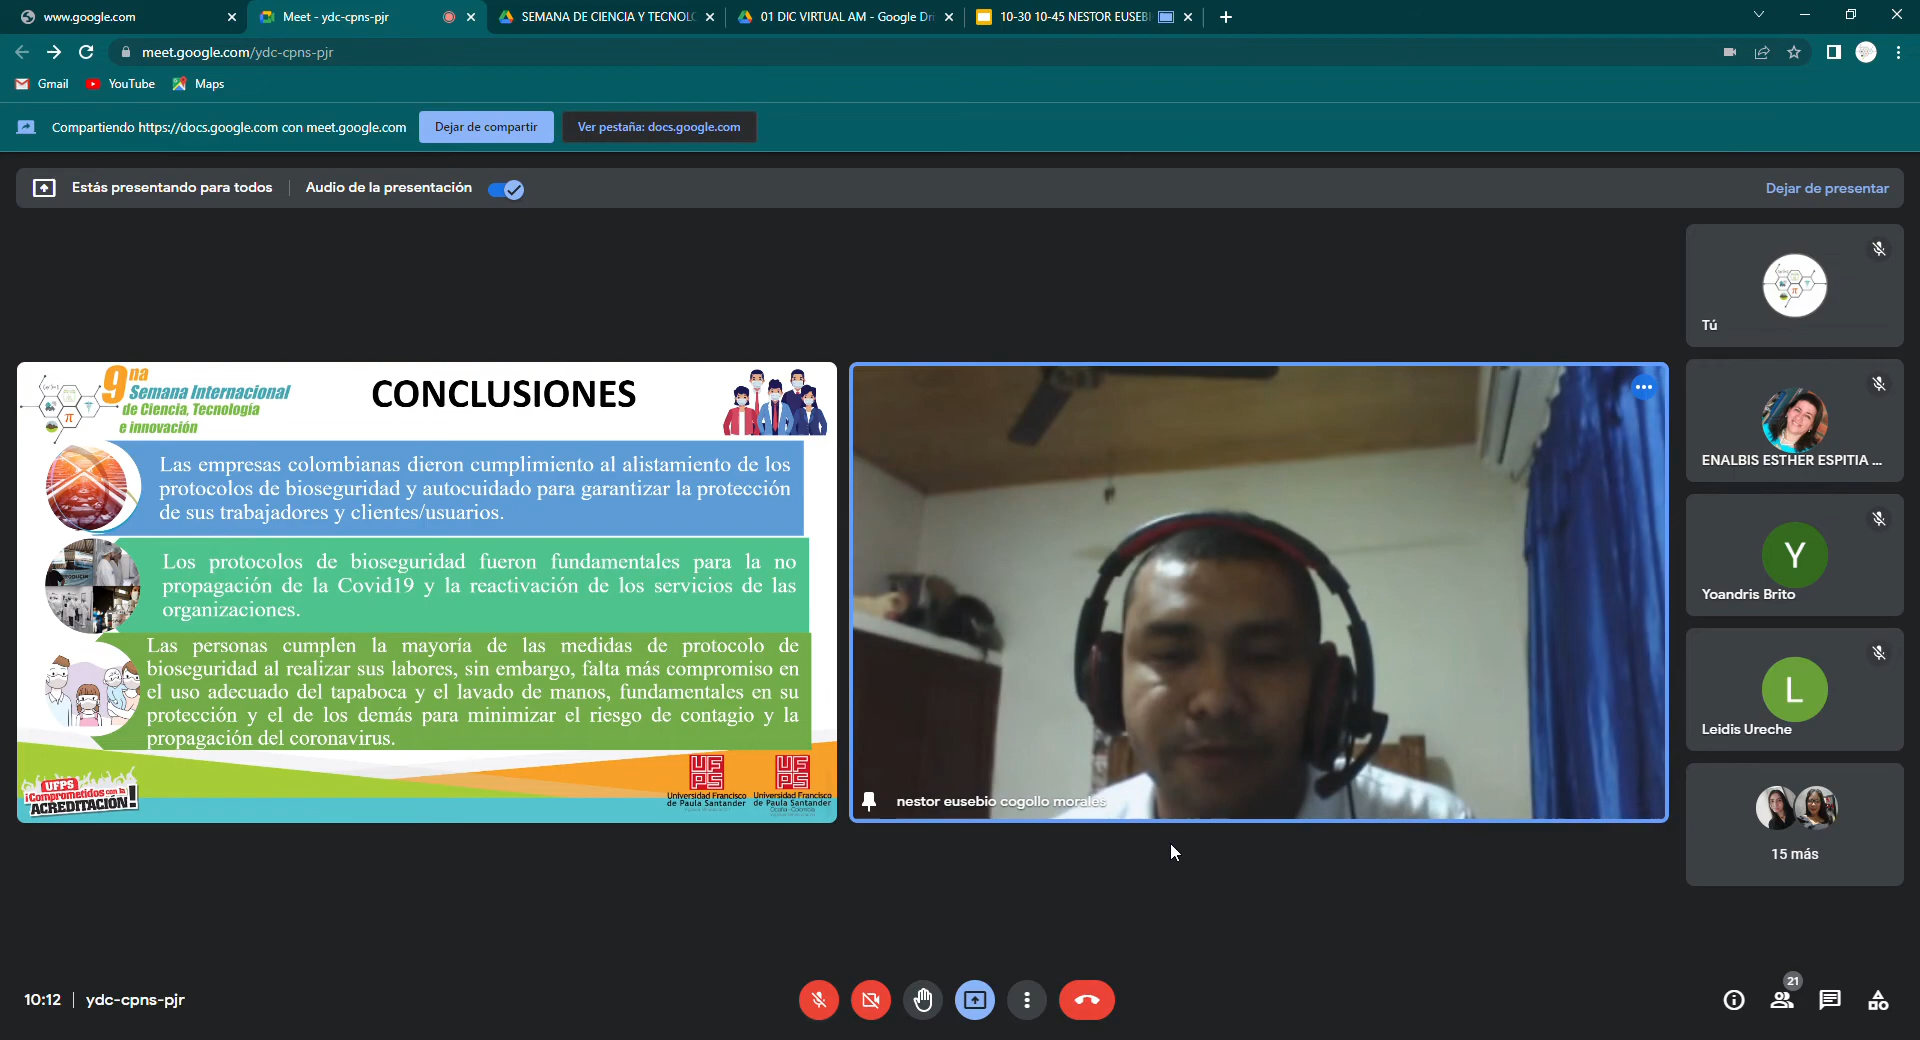 www.google.com
Meet - ydc-cpns-pjr
SEMANA DE CIENCIA Y TECNOLO
01 DIC VIRTUAL AM - Google Dri
10-30 10-45 NESTOR EUSEBI
meet.google.com/ydc-cpns-pjr
Gmail
YouTube
Maps
Compartiendo https://docs.google.com con meet.google.com
Dejar de compartir
Ver pestaña: docs.google.com
Estás presentando para todos
Audio de la presentación
Dejar de presentar
9na
Semana Internacional
de Ciencia, Tecnología
e innovación
CONCLUSIONES
Las empresas colombianas dieron cumplimiento al alistamiento de los
protocolos de bioseguridad y autocuidado para garantizar la protección
de sus trabajadores y clientes/usuarios.
Los protocolos de bioseguridad fueron fundamentales para la no
propagación de la Covid19 y la reactivación de los servicios de las
organizaciones.
Las personas cumplen la mayoría de las medidas de protocolo de
bioseguridad al realizar sus labores, sin embargo, falta más compromiso en
el uso adecuado del tapaboca y el lavado de manos, fundamentales en su
protección y el de los demás para minimizar el riesgo de contagio y la
propagación del coronavirus.
UFPS
¡Comprometidos con la
ACREDITACIÓN!
UFPS
Universidad Francisco
de Paula Santander
UFPS
Universidad Francisco
de Paula Santander
Ocaña - Colombia
nestor eusebio cogollo morales
Tú
ENALBIS ESTHER ESPITIA ...
Y
Yoandris Brito
L
Leidis Ureche
15 más
10:12
ydc-cpns-pjr
21